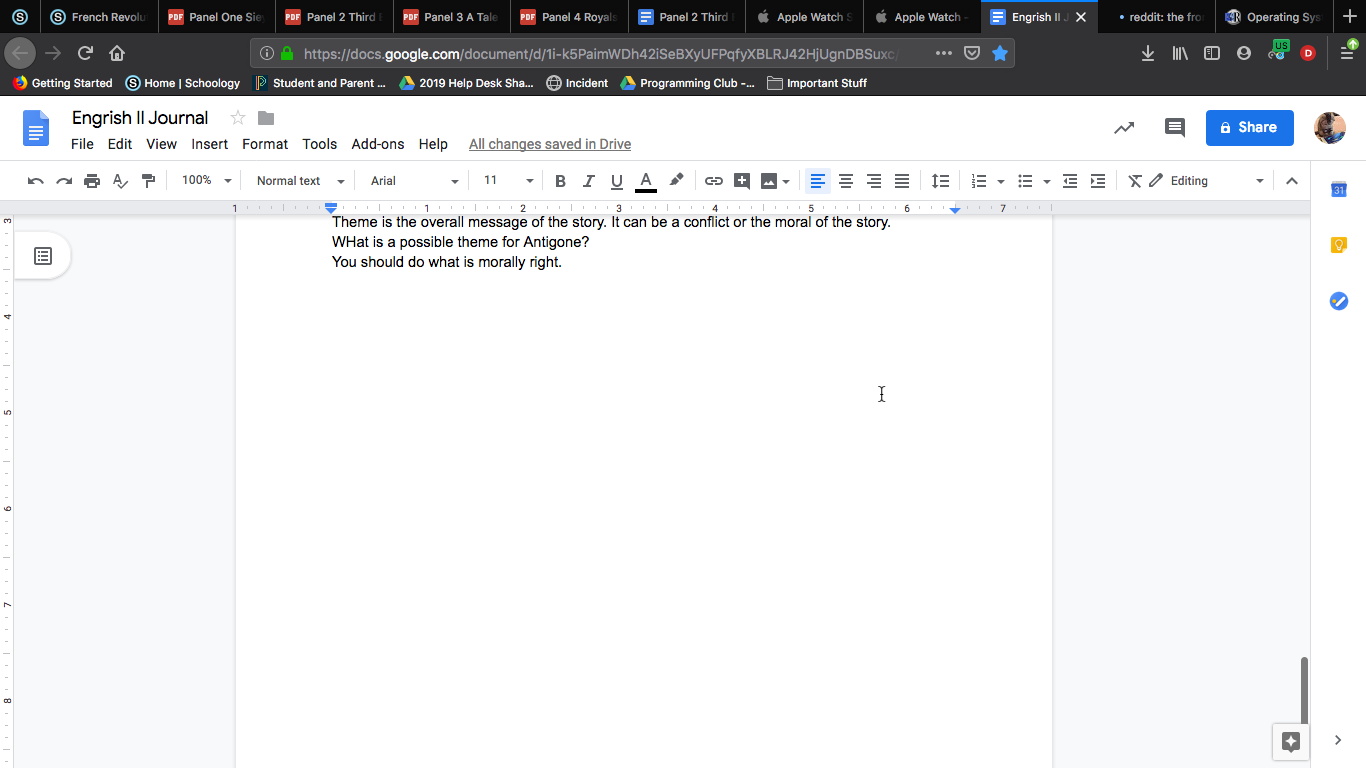 French Revolu
Panel One Sie
Panel 2 Third
Panel 3 A Tale
Panel 4 Royals
Panel 2 Third
Apple Watch S
Apple Watch -
Engrish II J
reddit: the fro
Operating Sys
https://docs.google.com/document/d/1i-k5PaimWDh42iSeBXyUFPqfyXBLRJ42HjUgnDBSuxc/
US
D
Getting Started
Home | Schoology
Student and Parent ...
2019 Help Desk Sha...
Incident
Programming Club -...
Important Stuff
Engrish II Journal
File Edit View Insert Format Tools Add-ons Help All changes saved in Drive
Share
100% Normal text Arial 11 B I U A Editing
31
1 1 2 3 4 5 6 7
Theme is the overall message of the story. It can be a conflict or the moral of the story.
WHat is a possible theme for Antigone?
You should do what is morally right.
3
4
5
6
7
8